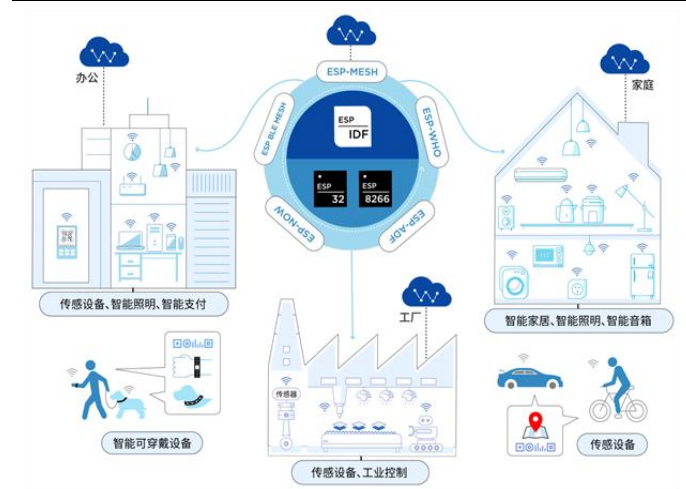 办公
ESP-MESH
家庭
ESP BLE MESH
ESP
IDF
ESP-WHO
ESP
32
ESP
8266
ESP-NOW
ESP-ADF
传感设备、智能照明、智能支付
工厂
智能家居、智能照明、智能音箱
传感器
智能可穿戴设备
传感设备
传感设备、工业控制